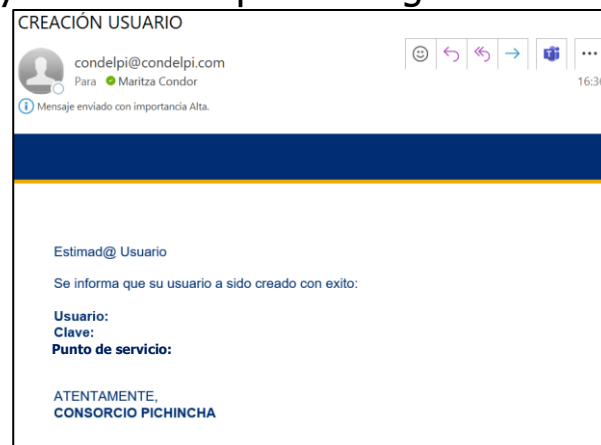 CREACIÓN USUARIO
condelpi@condelpi.com
Para Maritza Condor
16:30
Mensaje enviado con importancia Alta.
Estimad@ Usuario
Se informa que su usuario a sido creado con exito:
Usuario:
Clave:
Punto de servicio:
ATENTAMENTE,
CONSORCIO PICHINCHA